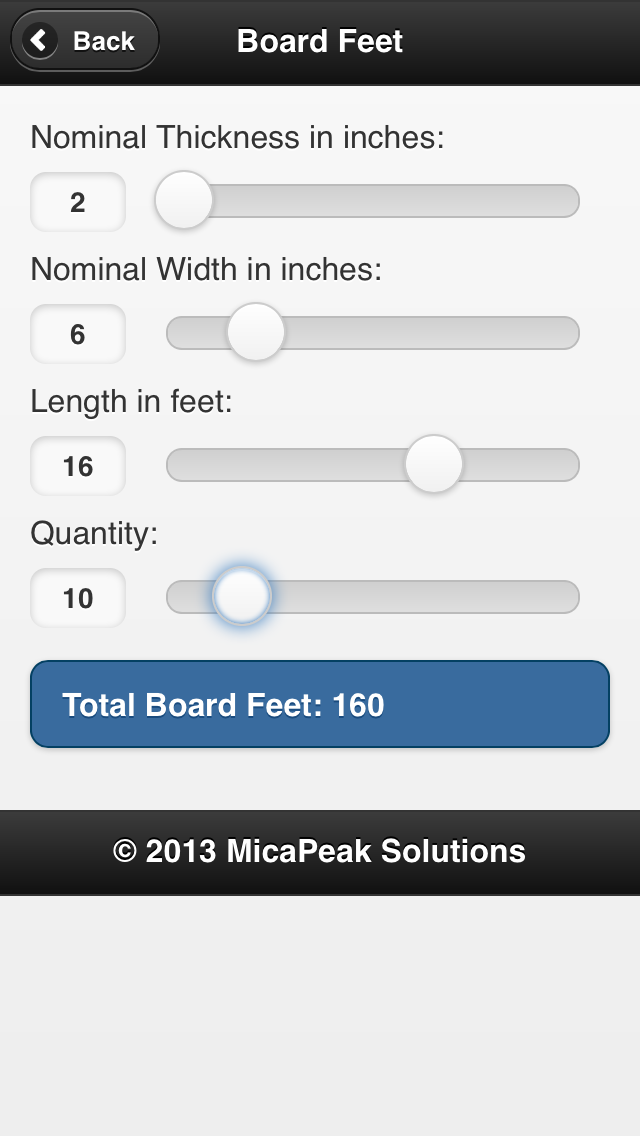 Back
Board Feet
Nominal Thickness in inches:
2
Nominal Width in inches:
6
Length in feet:
16
Quantity:
10
Total Board Feet: 160
© 2013 MicaPeak Solutions